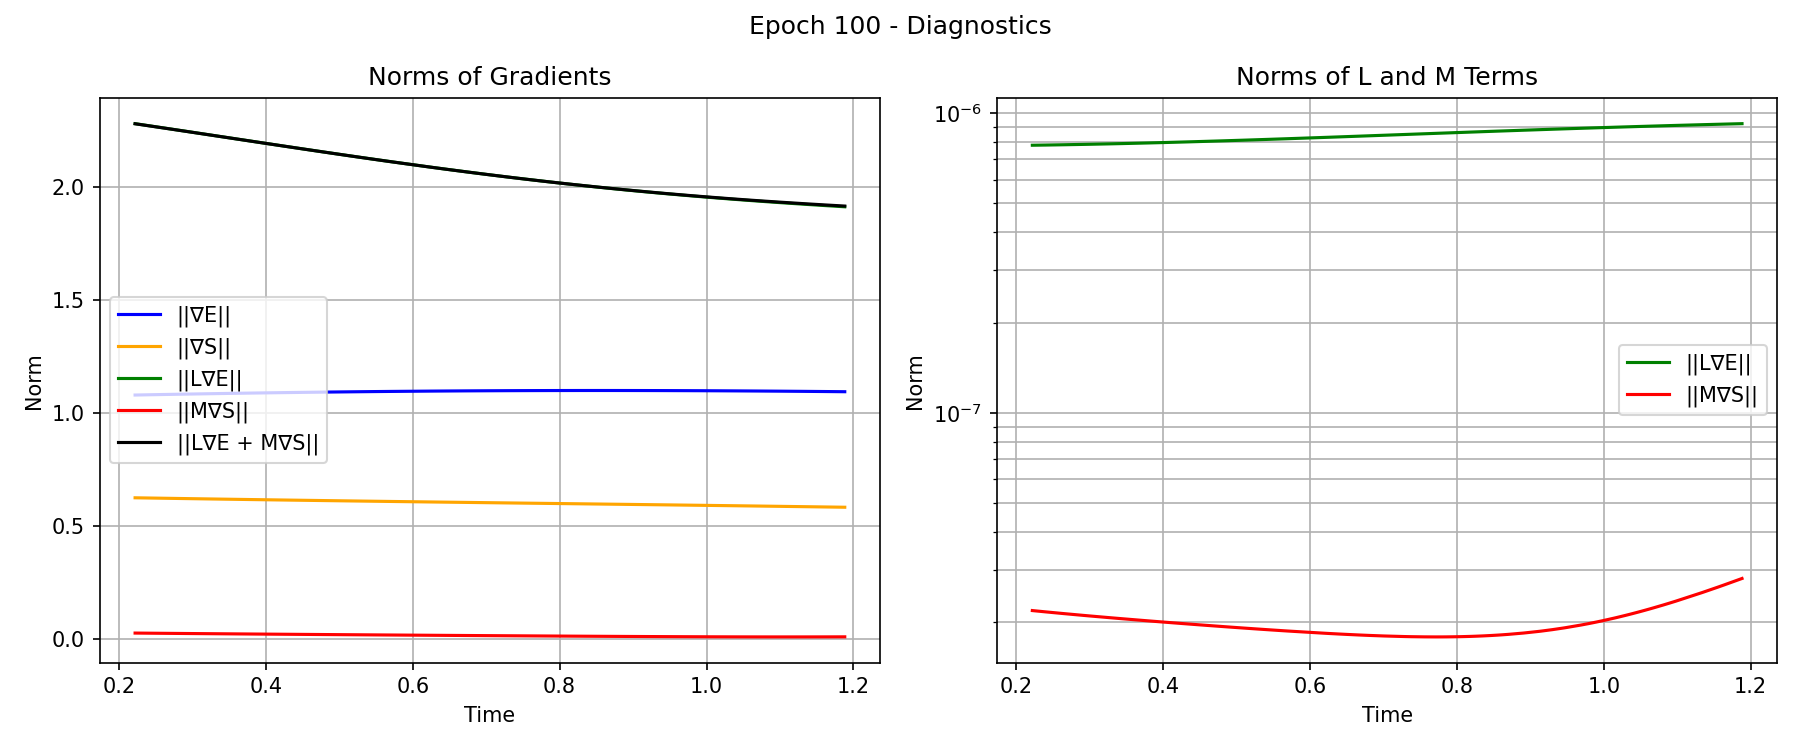 Epoch 100 - Diagnostics
Norms of Gradients
Norm
2.0
1.5
1.0
0.5
0.0
||∇E||
||∇S||
||L∇E||
||M∇S||
||L∇E + M∇S||
0.2 0.4 0.6 0.8 1.0 1.2
Time
Norms of L and M Terms
Norm
10⁻⁶
10⁻⁷
||L∇E||
||M∇S||
0.2 0.4 0.6 0.8 1.0 1.2
Time